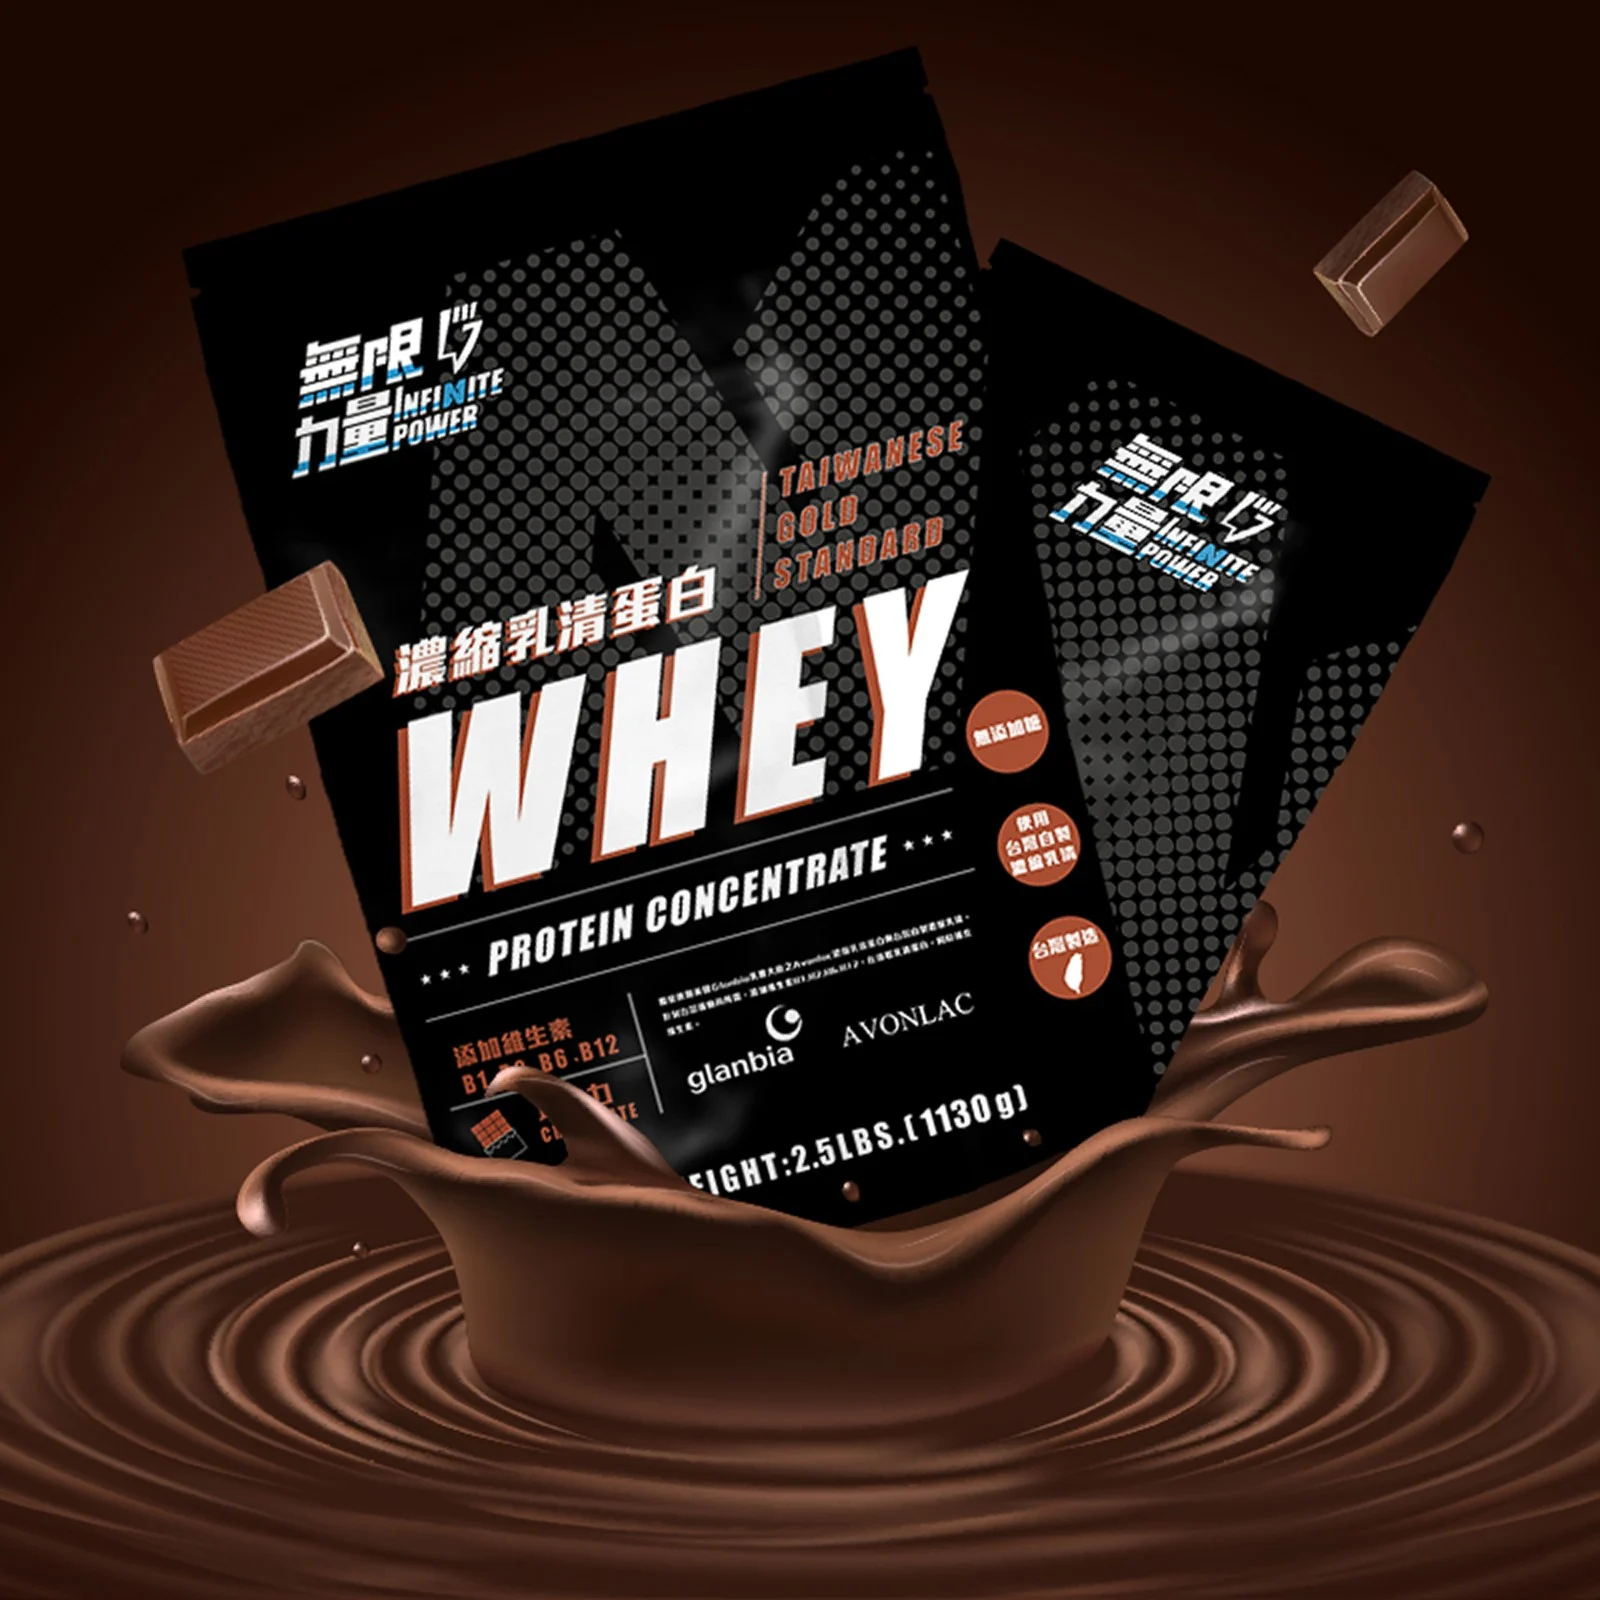 無限
力量
INFINITE
POWER
TAIWANESE
GOLD
STANDARD
濃縮乳清蛋白
WHEY
PROTEIN CONCENTRATE
無添加糖
使用
台灣自製
濃縮乳清
台灣製造
添加維生素
B1 B6.B12
glanbia
AVONLAC
2.5LBS.(1130g)
無限
力量
INFINITE
POWER